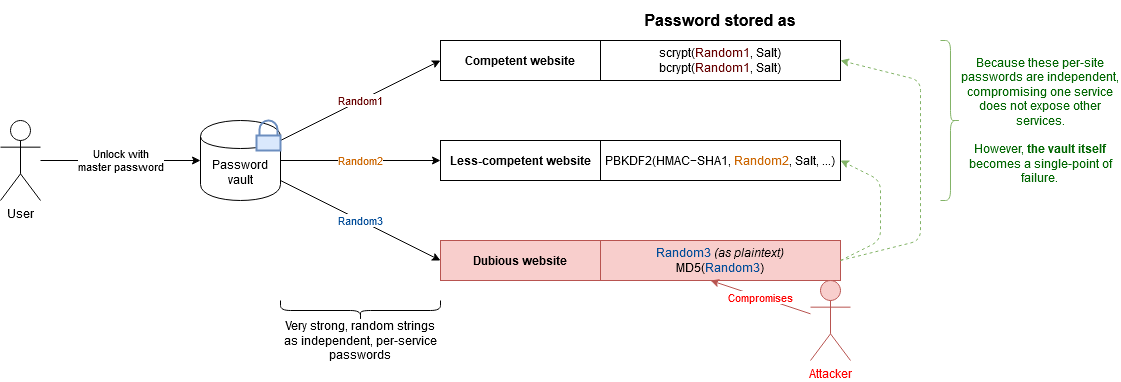 Password stored as
Competent website
scrypt(Random1, Salt)
bcrypt(Random1, Salt)
Because these per-site
passwords are independent,
compromising one service
does not expose other
services.
However, the vault itself
becomes a single-point of
failure.
Random1
User
Unlock with
master password
Password
vault
Random2
Less-competent website
PBKDF2(HMAC−SHA1, Random2, Salt, ...)
Random3
Dubious website
Random3 (as plaintext)
MD5(Random3)
Compromises
Attacker
Very strong, random strings
as independent, per-service
passwords